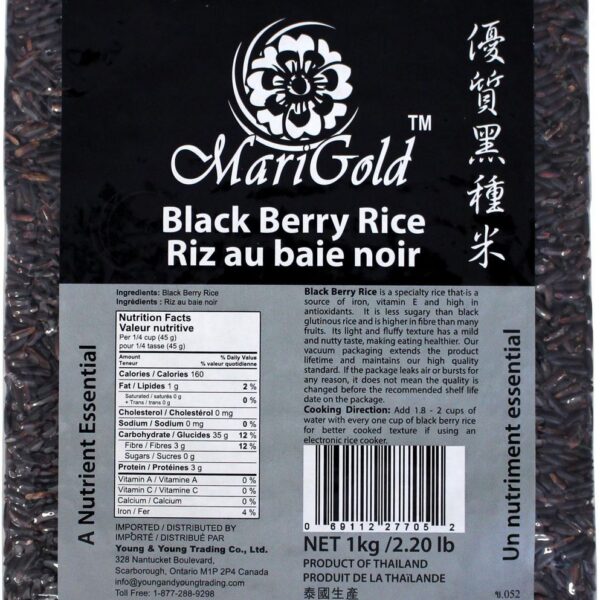 MariGold™
優質黑種米
Black Berry Rice
Riz au baie noir
A Nutrient Essential
Ingredients: Black Berry Rice
Ingrédients : Riz au baie noir
Nutrition Facts
Valeur nutritive
Per 1/4 cup (45 g)
pour 1/4 tasse (45 g)
Amount % Daily Value
Teneur % valeur quotidienne
Calories / Calories 160
Fat / Lipides 1 g 2 %
Saturated / saturés 0 g
+ Trans / trans 0 g 0 %
Cholesterol / Cholestérol 0 mg
Sodium / Sodium 0 mg 0 %
Carbohydrate / Glucides 35 g 12 %
Fibre / Fibres 3 g 12 %
Sugars / Sucres 0 g
Protein / Protéines 3 g
Vitamin A / Vitamine A 0 %
Vitamin C / Vitamine C 0 %
Calcium / Calcium 0 %
Iron / Fer 4 %
IMPORTED / DISTRIBUTED BY
IMPORTÉ / DISTRIBUÉ PAR
Young & Young Trading Co., Ltd.
328 Nantucket Boulevard,
Scarborough, Ontario M1P 2P4 Canada
info@youngandyoungtrading.com
Toll Free: 1-877-288-9298
Black Berry Rice is a specialty rice that-is a
source of iron, vitamin E and high in
antioxidants. It is less sugary than black
glutinous rice and is higher in fibre than many
fruits. Its light and fluffy texture has a mild
and nutty taste, making eating healthier. Our
vacuum packaging extends the product
lifetime and maintains our high quality
standard. If the package leaks air or bursts for
any reason, it does not mean the quality is
changed before the recommended shelf life
date on the package.
Cooking Direction: Add 1.8 - 2 cups of
water with every one cup of black berry rice
for better cooked texture if using an
electronic rice cooker.
0 69112 27705 2
NET 1kg /2.20 lb
PRODUCT OF THAILAND
PRODUIT DE LA THAÏLANDE
泰國生產
Un nutriment essential
ข.052